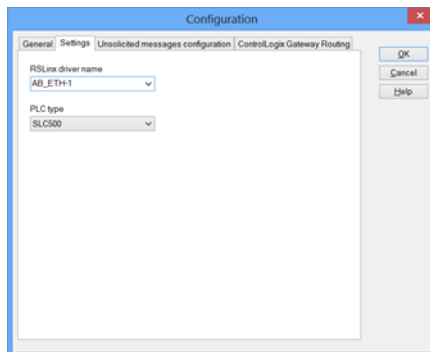 Configuration
General Settings Unsolicited messages configuration ControlLogix Gateway Routing
OK
Cancel
Help
RSLinx driver name
AB_ETH-1
PLC type
SLC500